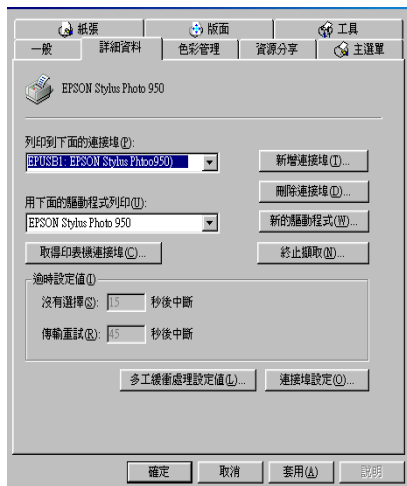 紙張 版面 工具
一般 詳細資料 色彩管理 資源分享 主選單
EPSON Stylus Photo 950
列印到下面的連接埠(P):
EPUSB1: EPSON Stylus Phtoo950)
新增連接埠(T)...
刪除連接埠(D)...
用下面的驅動程式列印(U):
EPSON Stylus Photo 950
新的驅動程式(W)...
取得印表機連接埠(C)...
終止擷取(N)...
逾時設定值(I)
沒有選擇(S): 15 秒後中斷
傳輸重試(R): 45 秒後中斷
多工緩衝處理設定值(L)...
連接埠設定(O)...
確定 取消 套用(A) 說明